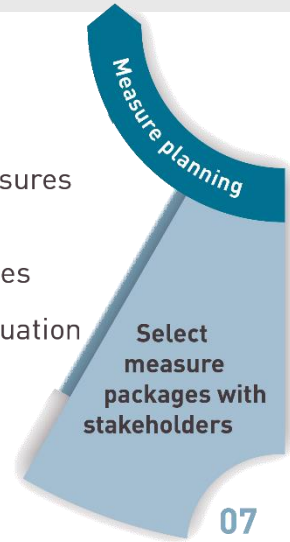 Measure planning
sures
es
uation
Select
measure
packages with
stakeholders
07